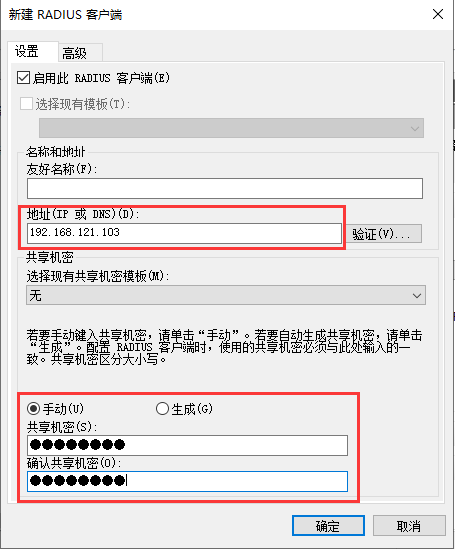 新建 RADIUS 客户端
设置 高级
启用此 RADIUS 客户端(E)
选择现有模板(T):
名称和地址
友好名称(F):
地址(IP 或 DNS)(D):
192.168.121.103
验证(V)...
共享机密
选择现有共享机密模板(M):
无
若要手动键入共享机密，请单击“手动”。若要自动生成共享机密，请单击
“生成”。配置 RADIUS 客户端时，使用的共享机密必须与此处输入的一
致。共享机密区分大小写。
手动(U) 生成(G)
共享机密(S):
●●●●●●●●
确认共享机密(O):
●●●●●●●●
确定 取消